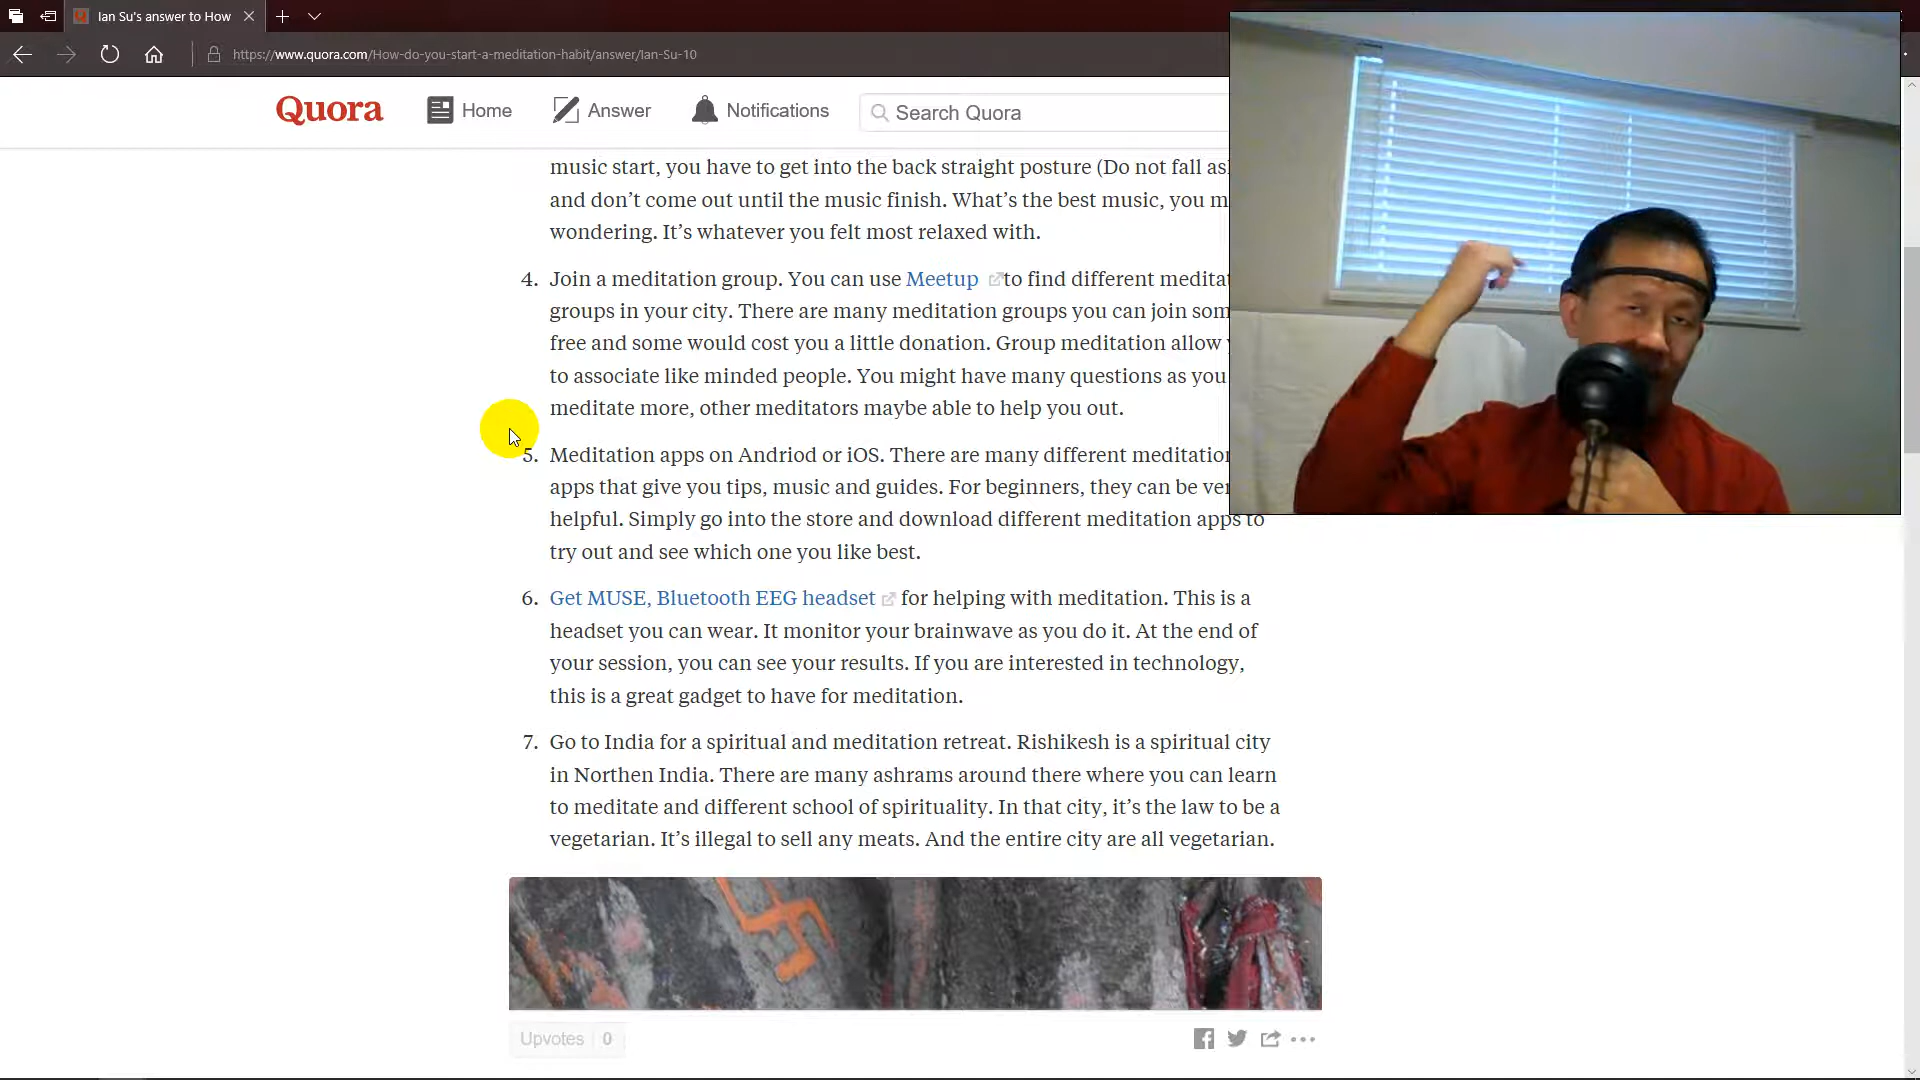 Ian Su's answer to How
https://www.quora.com/How-do-you-start-a-meditation-habit/answer/Ian-Su-10
Quora Home Answer Notifications Search Quora
music start, you have to get into the back straight posture (Do not fall
and don't come out until the music finish. What's the best music, you
wondering. It's whatever you felt most relaxed with.
4. Join a meditation group. You can use Meetup to find different
groups in your city. There are many meditation groups you can join
free and some would cost you a little donation. Group meditation allow
to associate like minded people. You might have many questions as you
meditate more, other meditators maybe able to help you out.
5. Meditation apps on Andriod or iOS. There are many different
apps that give you tips, music and guides. For beginners, they can be
helpful. Simply go into the store and download different meditation apps to
try out and see which one you like best.
6. Get MUSE, Bluetooth EEG headset for helping with meditation. This is a
headset you can wear. It monitor your brainwave as you do it. At the end of
your session, you can see your results. If you are interested in technology,
this is a great gadget to have for meditation.
7. Go to India for a spiritual and meditation retreat. Rishikesh is a spiritual city
in Northen India. There are many ashrams around there where you can learn
to meditate and different school of spirituality. In that city, it's the law to be a
vegetarian. It's illegal to sell any meats. And the entire city are all vegetarian.
Upvotes 0